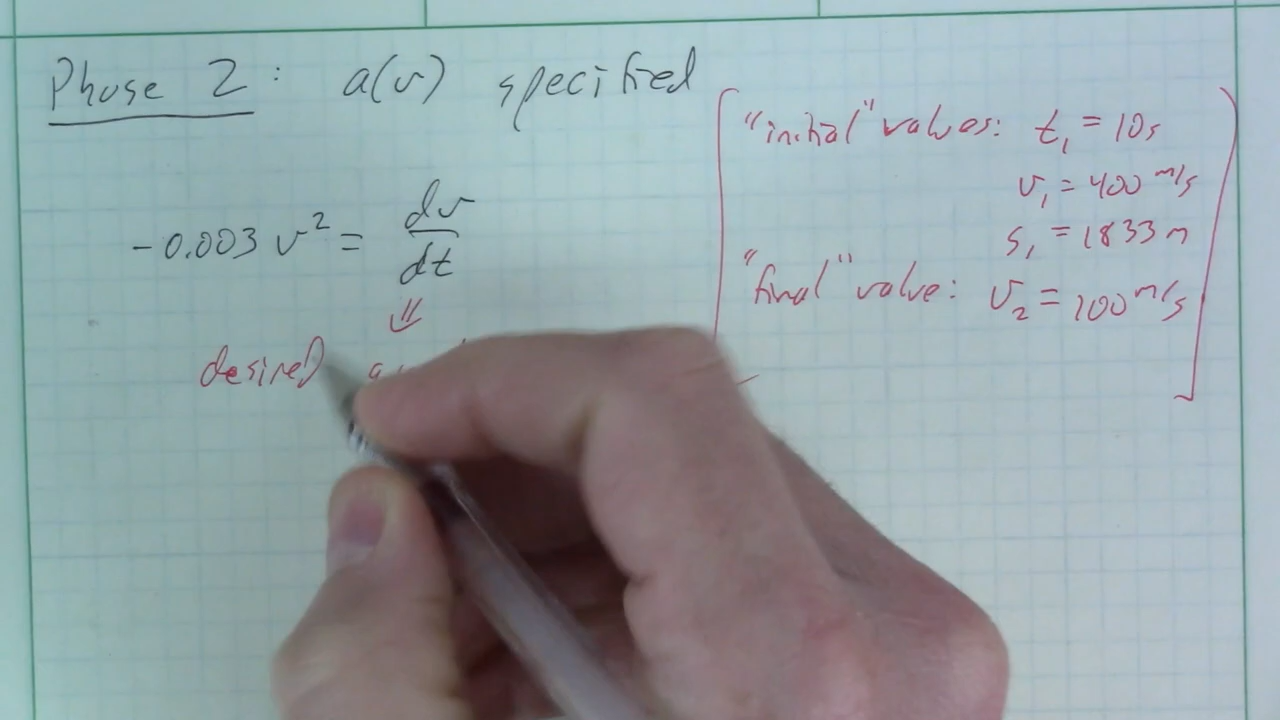 Phase 2: a(v) specified
"initial" values: t₁ = 10s
v₁ = 400 m/s
s₁ = 1833 m
"final" value: v₂ = 100 m/s
-0.003 v² = dv/dt
⇓
desired